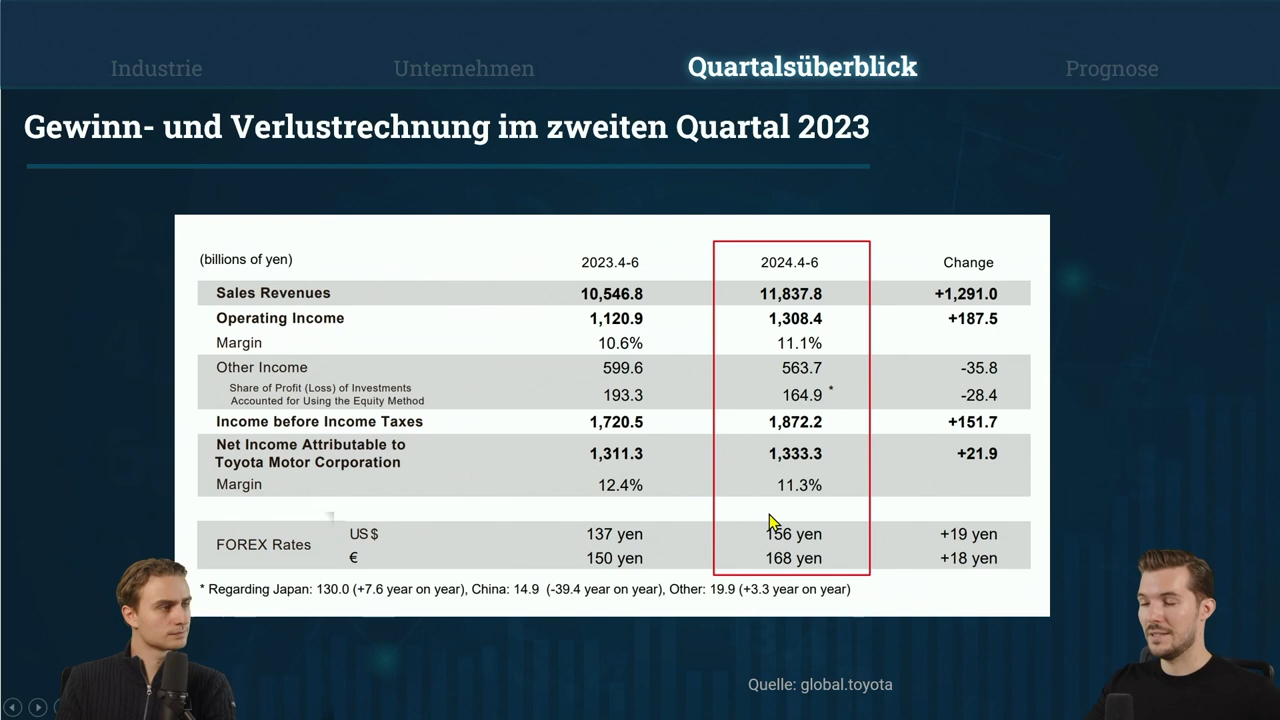 Industrie Unternehmen Quartalsüberblick Prognose
Gewinn- und Verlustrechnung im zweiten Quartal 2023
(billions of yen) 2023.4-6 2024.4-6 Change
Sales Revenues 10,546.8 11,837.8 +1,291.0
Operating Income 1,120.9 1,308.4 +187.5
Margin 10.6% 11.1%
Other Income 599.6 563.7 -35.8
Share of Profit (Loss) of Investments
Accounted for Using the Equity Method 193.3 164.9 * -28.4
Income before Income Taxes 1,720.5 1,872.2 +151.7
Net Income Attributable to
Toyota Motor Corporation 1,311.3 1,333.3 +21.9
Margin 12.4% 11.3%
FOREX Rates US$ 137 yen 156 yen +19 yen
€ 150 yen 168 yen +18 yen
* Regarding Japan: 130.0 (+7.6 year on year), China: 14.9 (-39.4 year on year), Other: 19.9 (+3.3 year on year)
Quelle: global.toyota